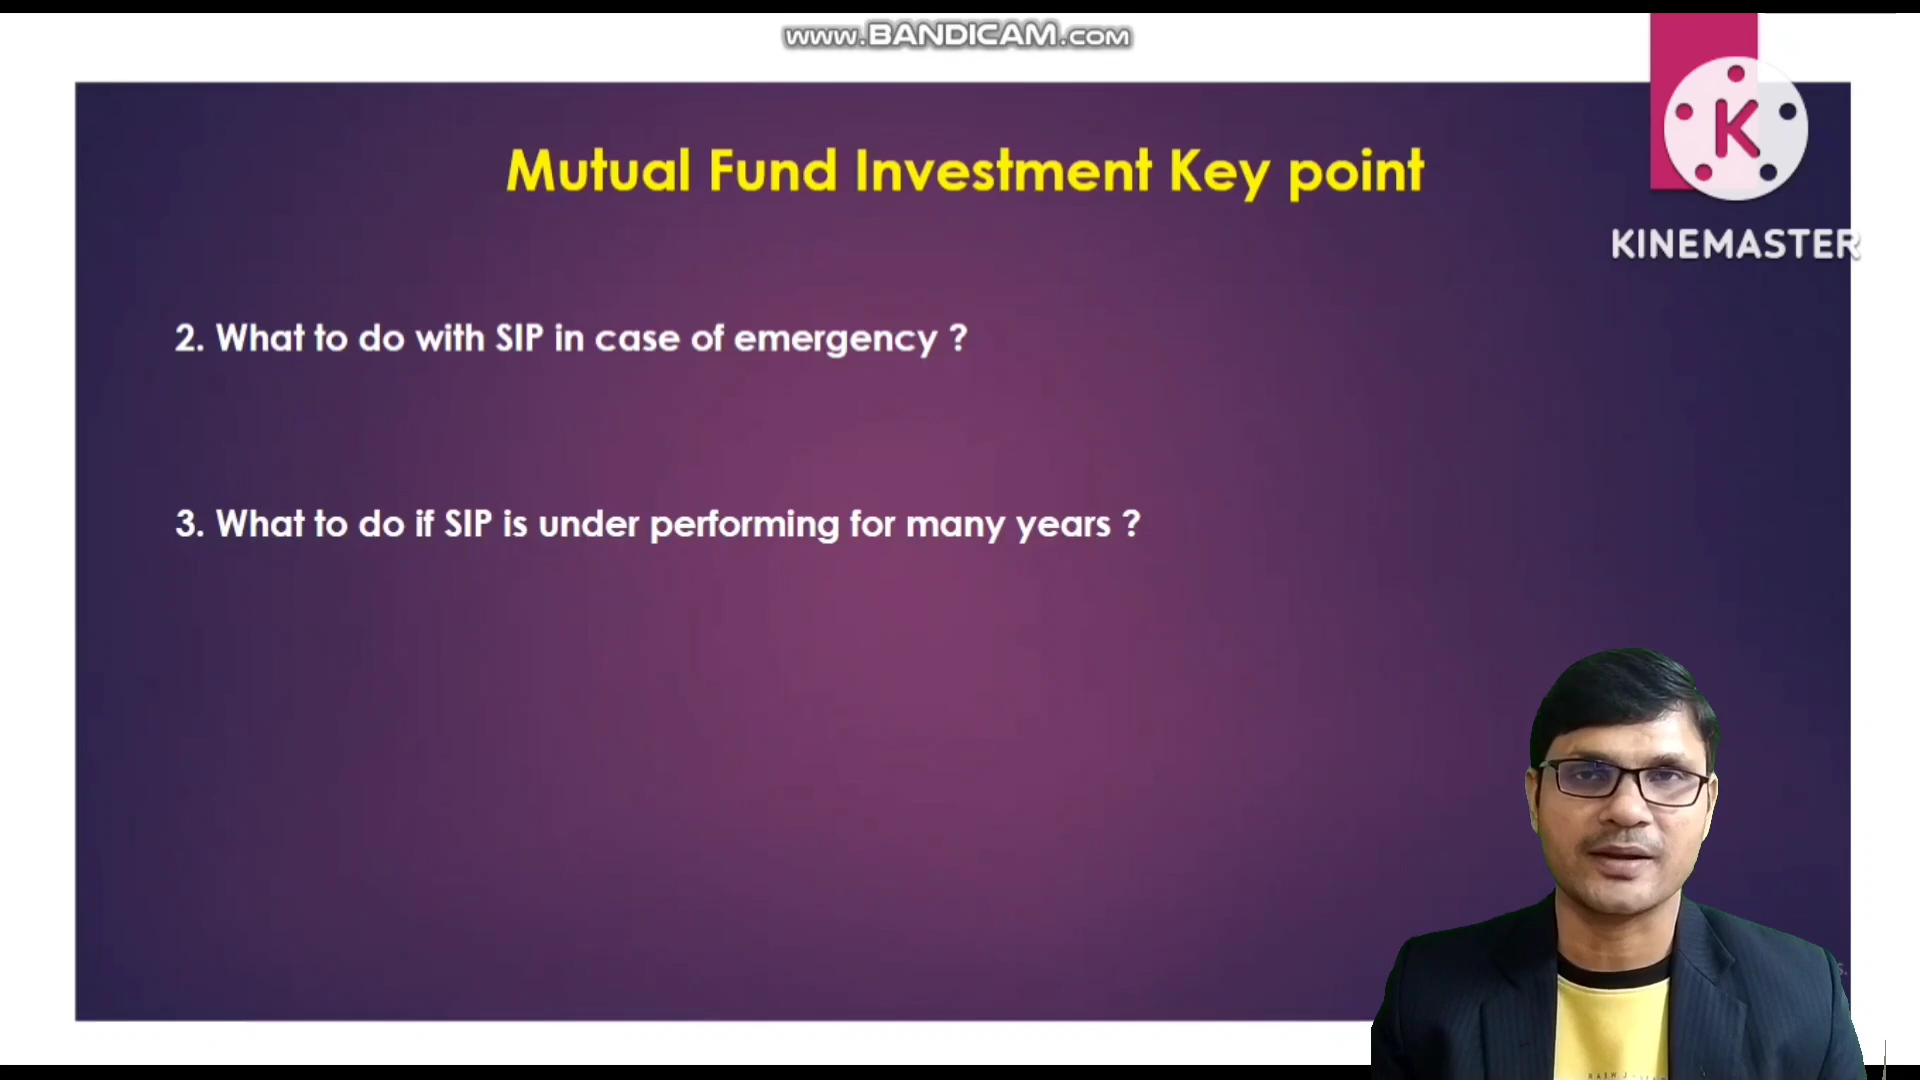 www.BANDICAM.com
Mutual Fund Investment Key point
K
KINEMASTER
2. What to do with SIP in case of emergency ?
3. What to do if SIP is under performing for many years ?